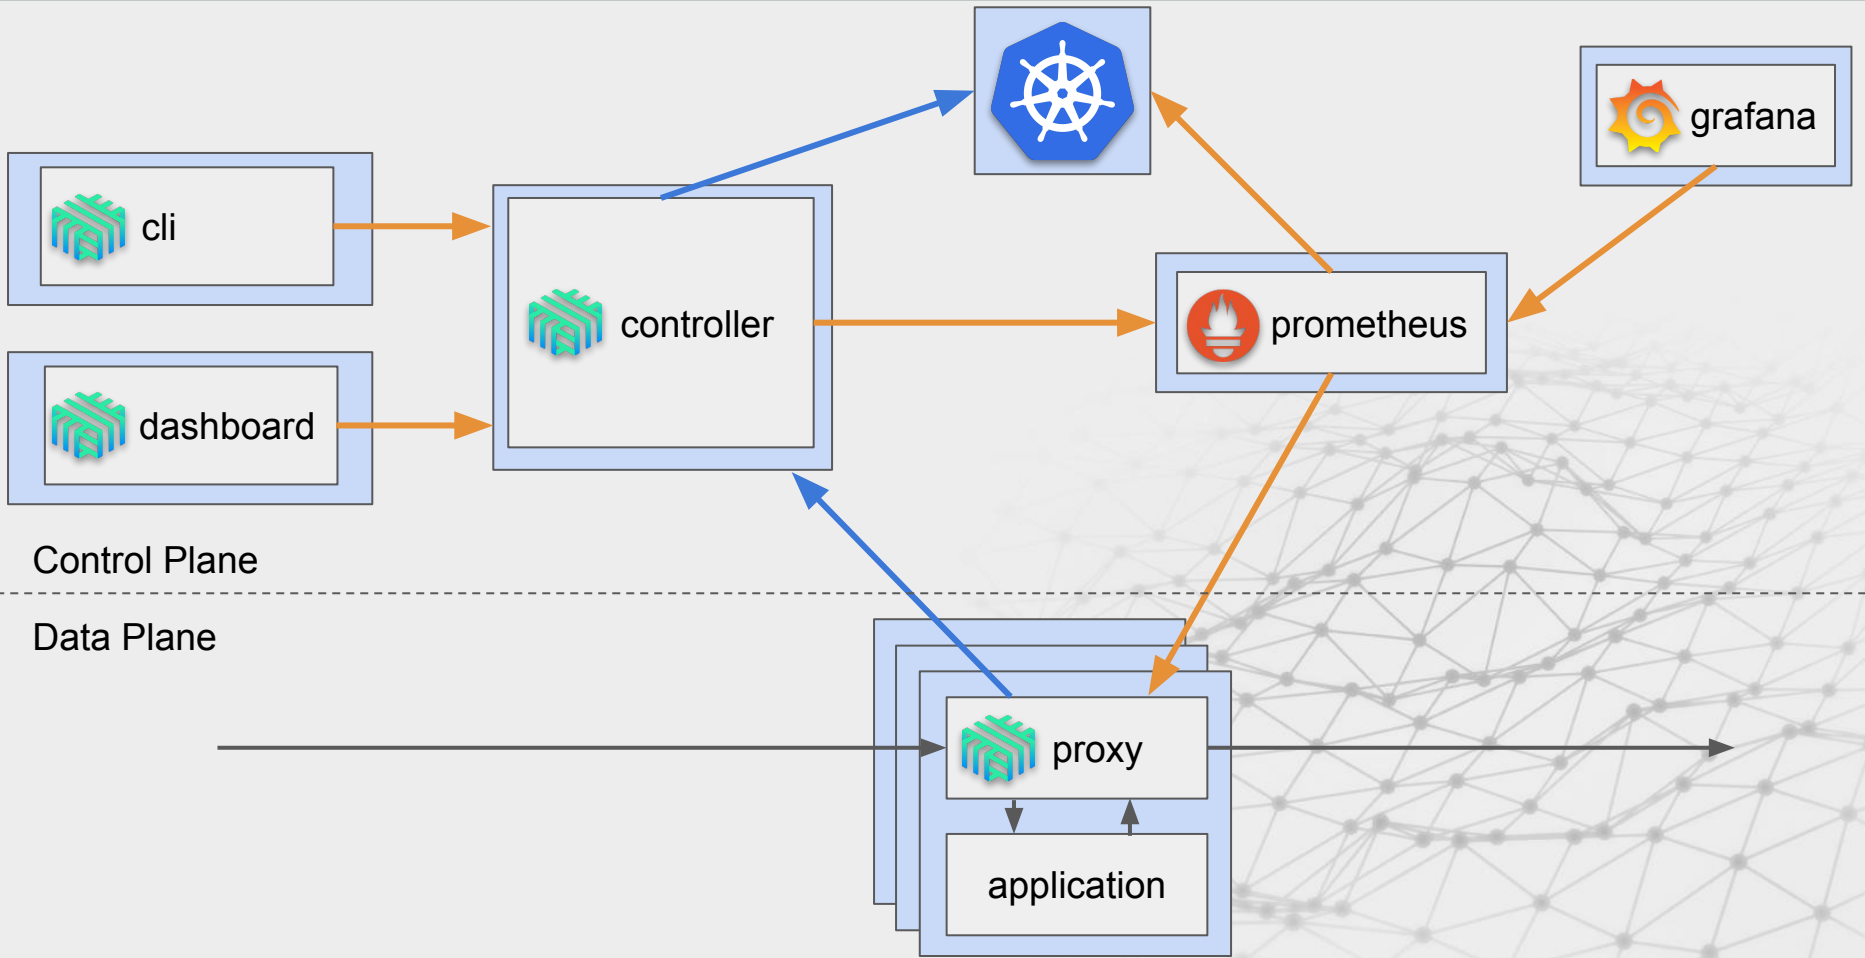 grafana
cli
controller
prometheus
dashboard
Control Plane
Data Plane
proxy
application